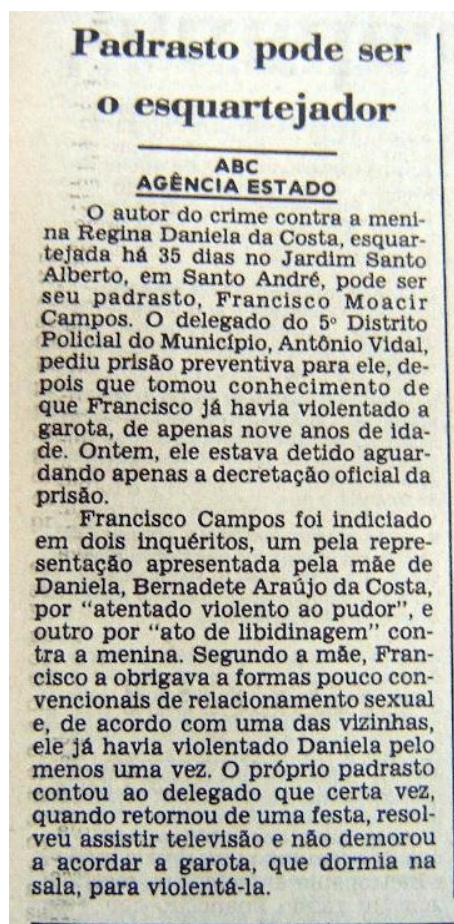 Padrasto pode ser
o esquartejador
ABC
AGÊNCIA ESTADO
O autor do crime contra a meni-
na Regina Daniela da Costa, esquar-
tejada há 35 dias no Jardim Santo
Alberto, em Santo André, pode ser
seu padrasto, Francisco Moacir
Campos. O delegado do 5º Distrito
Policial do Município, Antônio Vidal,
pediu prisão preventiva para ele, de-
pois que tomou conhecimento de
que Francisco já havia violentado a
garota, de apenas nove anos de ida-
de. Ontem, ele estava detido aguar-
dando apenas a decretação oficial da
prisão.
Francisco Campos foi indiciado
em dois inquéritos, um pela repre-
sentação apresentada pela mãe de
Daniela, Bernadete Araújo da Costa,
por “atentado violento ao pudor”, e
outro por “ato de libidinagem” con-
tra a menina. Segundo a mãe, Fran-
cisco a obrigava a formas pouco con-
vencionais de relacionamento sexual
e, de acordo com uma das vizinhas,
ele já havia violentado Daniela pelo
menos uma vez. O próprio padrasto
contou ao delegado que certa vez,
quando retornou de uma festa, resol-
veu assistir televisão e não demorou
a acordar a garota, que dormia na
sala, para violentá-la.